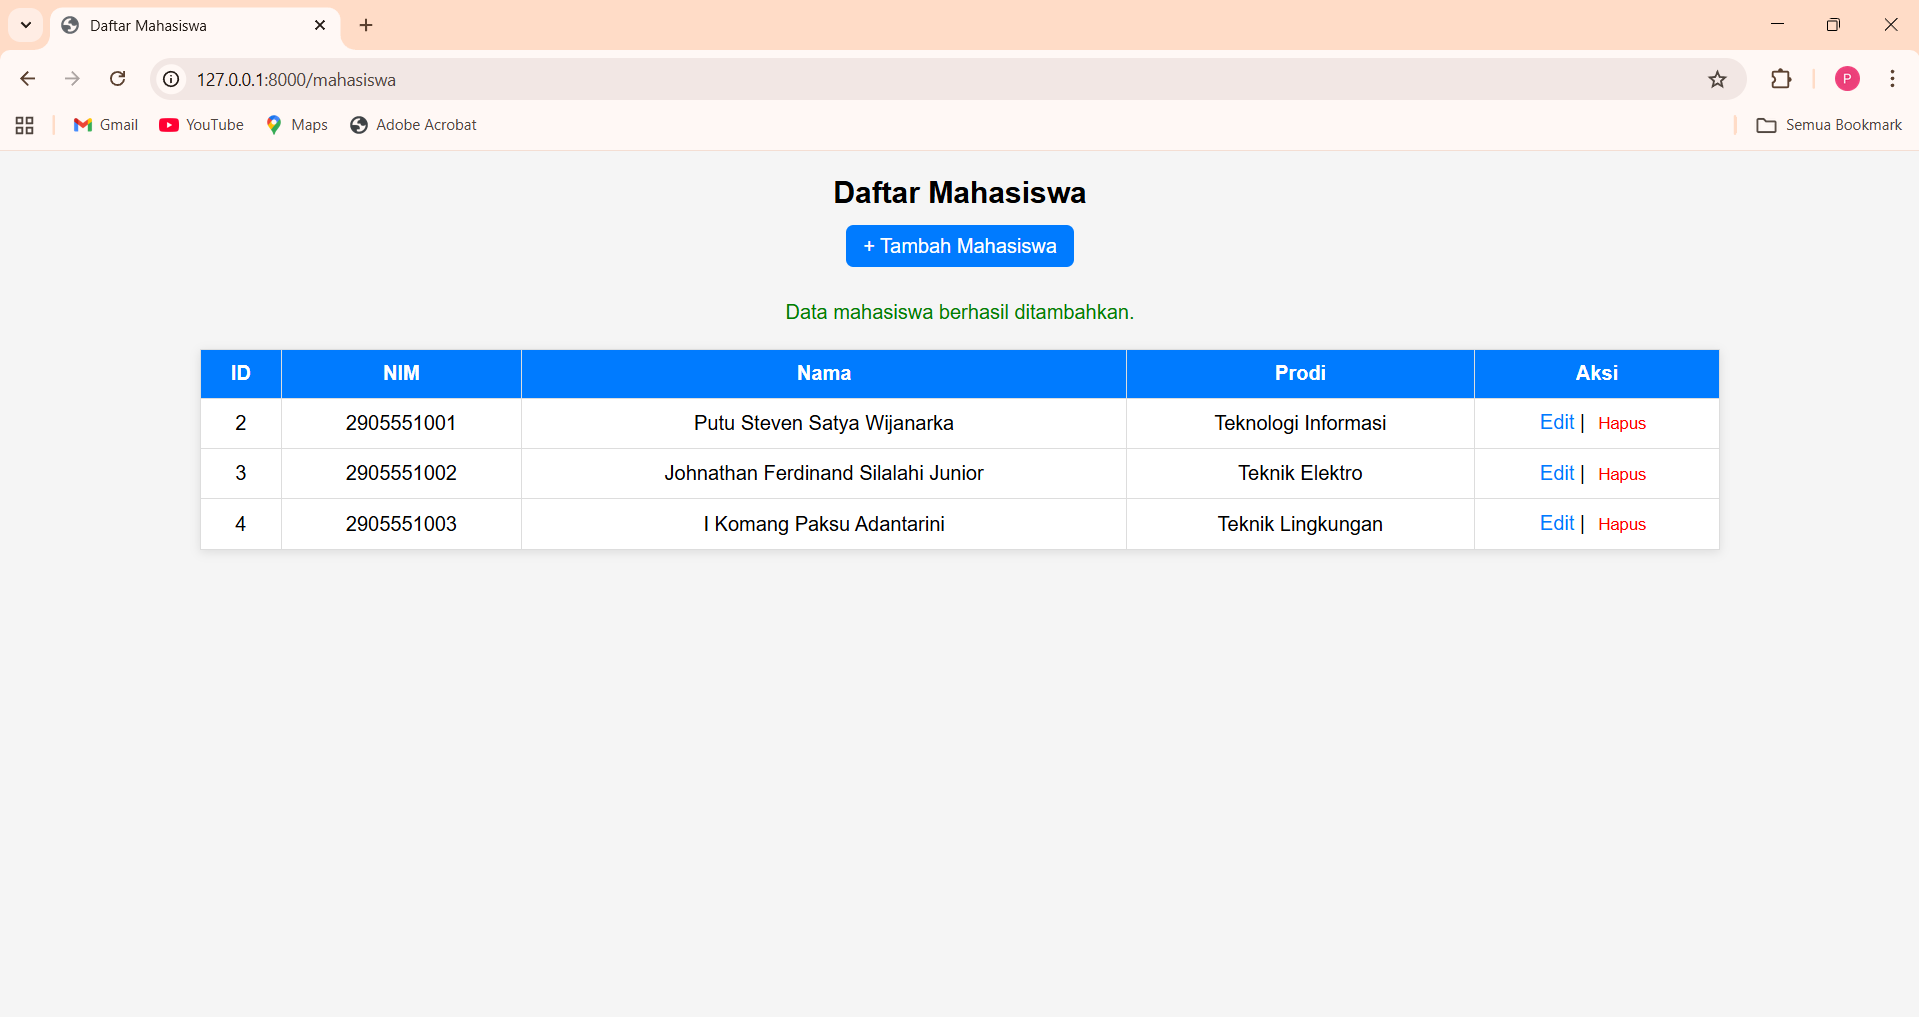 Daftar Mahasiswa
127.0.0.1:8000/mahasiswa
P
Gmail YouTube Maps Adobe Acrobat Semua Bookmark
Daftar Mahasiswa
+ Tambah Mahasiswa
Data mahasiswa berhasil ditambahkan.
ID NIM Nama Prodi Aksi
2 2905551001 Putu Steven Satya Wijanarka Teknologi Informasi Edit | Hapus
3 2905551002 Johnathan Ferdinand Silalahi Junior Teknik Elektro Edit | Hapus
4 2905551003 I Komang Paksu Adantarini Teknik Lingkungan Edit | Hapus